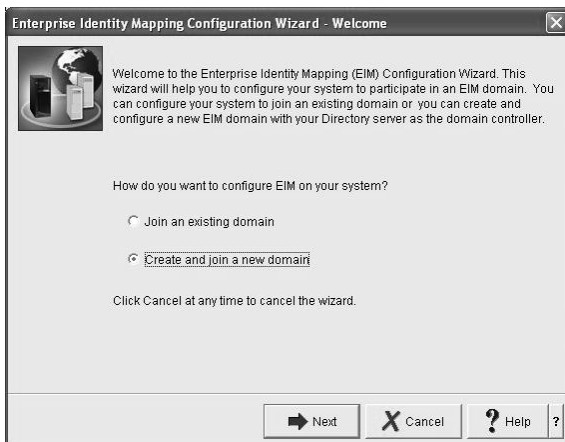 Enterprise Identity Mapping Configuration Wizard - Welcome
Welcome to the Enterprise Identity Mapping (EIM) Configuration Wizard. This
wizard will help you to configure your system to participate in an EIM domain. You
can configure your system to join an existing domain or you can create and
configure a new EIM domain with your Directory server as the domain controller.
How do you want to configure EIM on your system?
Join an existing domain
Create and join a new domain
Click Cancel at any time to cancel the wizard.
Next
Cancel
? Help
?